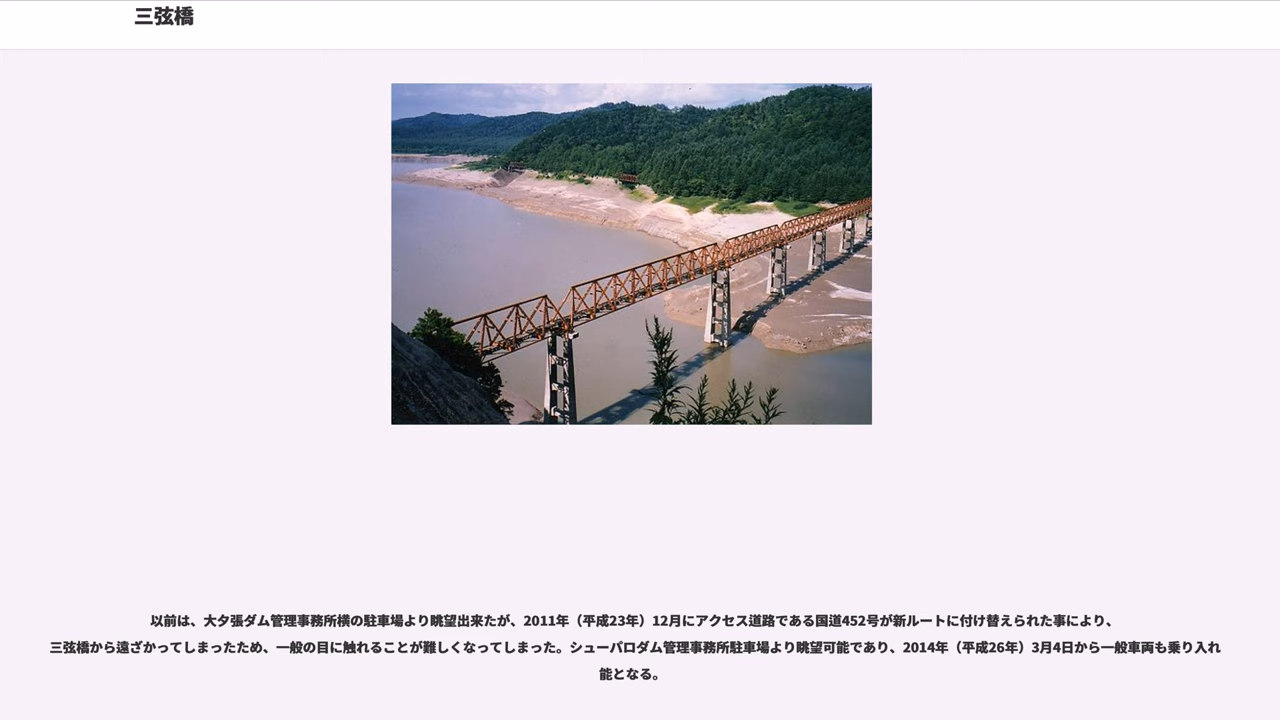 三弦橋
以前は、大夕張ダム管理事務所横の駐車場より眺望出来たが、2011年（平成23年）12月にアクセス道路である国道452号が新ルートに付け替えられた事により、
三弦橋から遠ざかってしまったため、一般の目に触れることが難しくなってしまった。シューパロダム管理事務所駐車場より眺望可能であり、2014年（平成26年）3月4日から一般車両も乗り入れ
能となる。